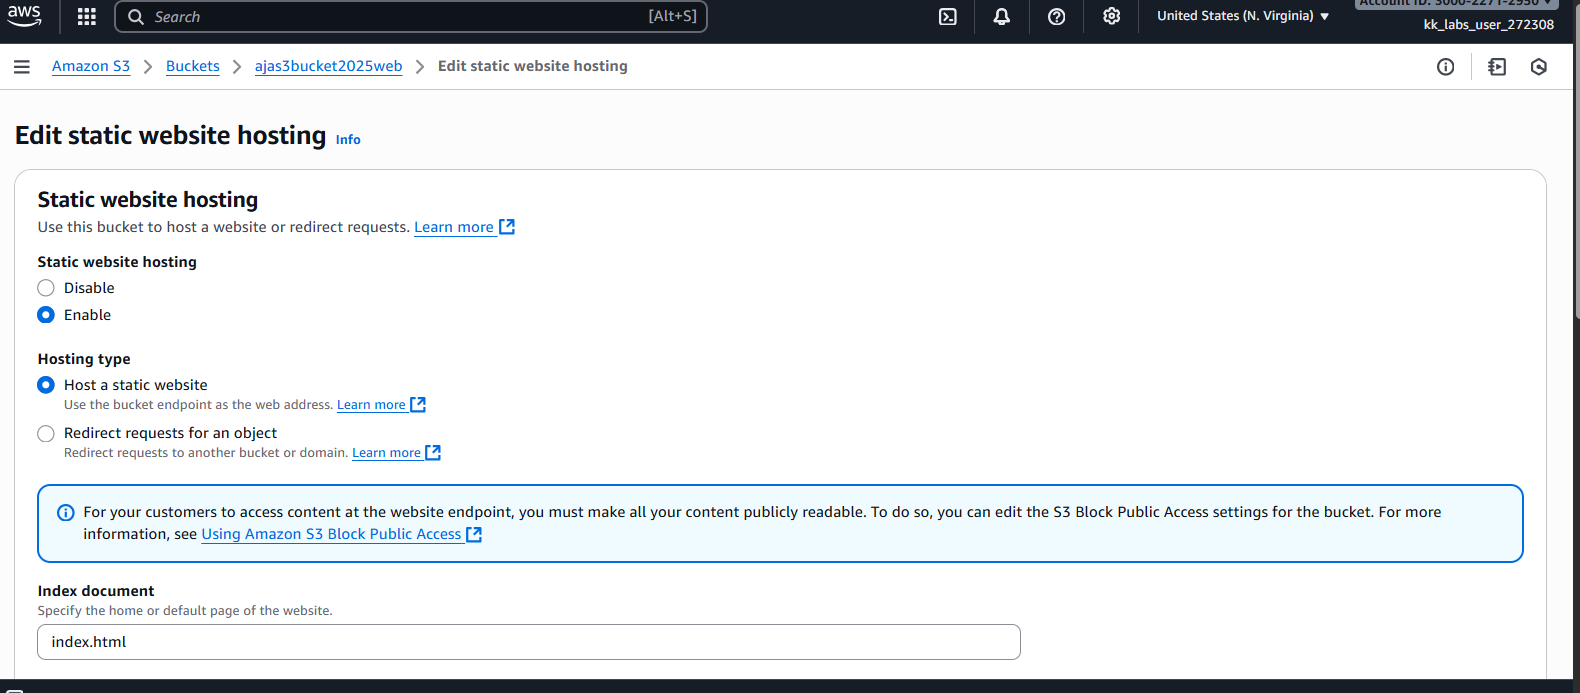 aws
Search [Alt+S]
United States (N. Virginia) ▼
Account ID: 3000-2271-2950
kk_labs_user_272308
Amazon S3 > Buckets > ajas3bucket2025web > Edit static website hosting
Edit static website hosting Info
Static website hosting
Use this bucket to host a website or redirect requests. Learn more
Static website hosting
Disable
Enable
Hosting type
Host a static website
Use the bucket endpoint as the web address. Learn more
Redirect requests for an object
Redirect requests to another bucket or domain. Learn more
For your customers to access content at the website endpoint, you must make all your content publicly readable. To do so, you can edit the S3 Block Public Access settings for the bucket. For more
information, see Using Amazon S3 Block Public Access
Index document
Specify the home or default page of the website.
index.html